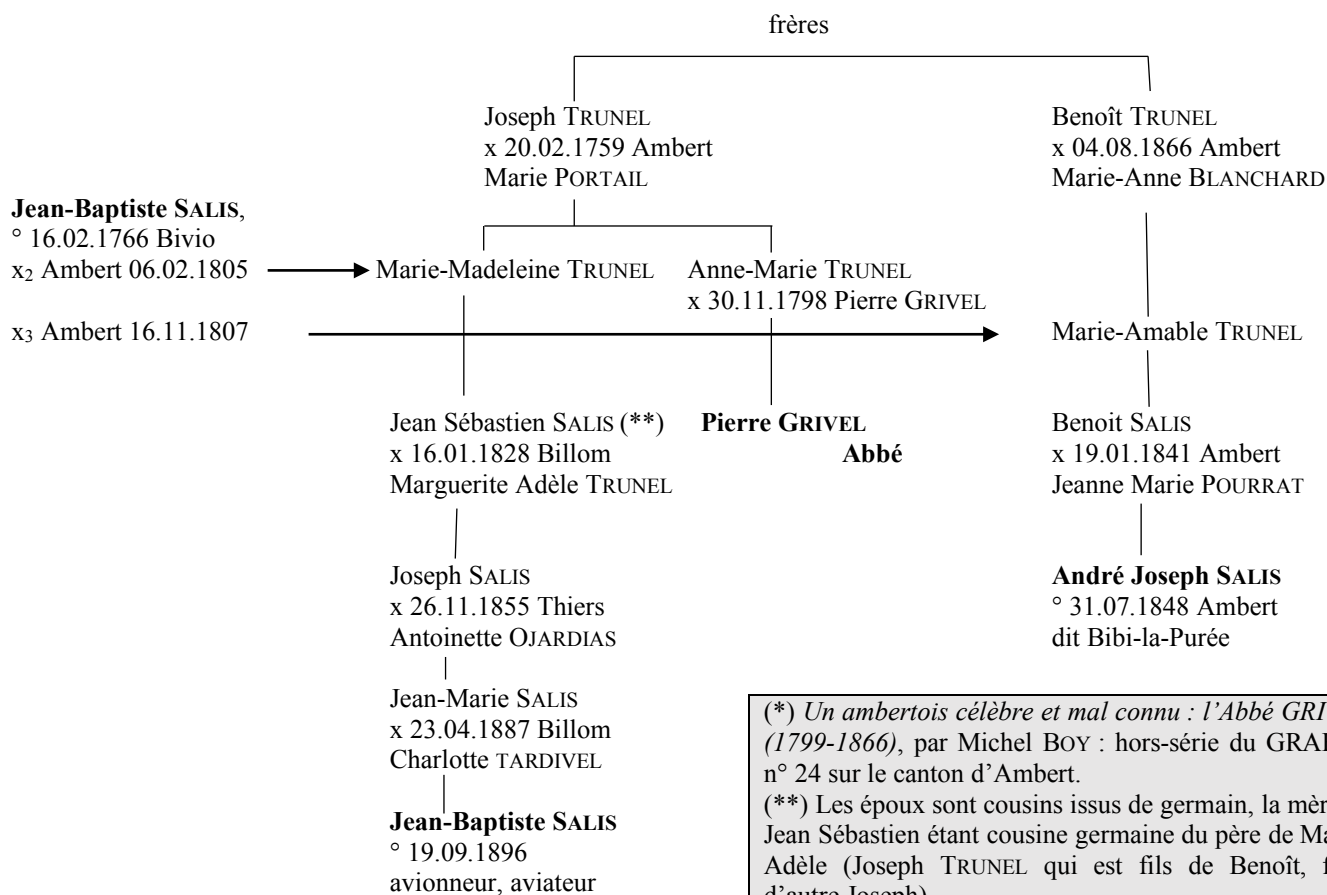 frères
Joseph TRUNEL
x 20.02.1759 Ambert
Marie PORTAIL
Benoît TRUNEL
x 04.08.1866 Ambert
Marie-Anne BLANCHARD
Jean-Baptiste SALIS,
° 16.02.1766 Bivio
x2 Ambert 06.02.1805
Marie-Madeleine TRUNEL
Anne-Marie TRUNEL
x 30.11.1798 Pierre GRIVEL
x3 Ambert 16.11.1807
Marie-Amable TRUNEL
Jean Sébastien SALIS (**)
x 16.01.1828 Billom
Marguerite Adèle TRUNEL
Pierre GRIVEL
Abbé
Benoit SALIS
x 19.01.1841 Ambert
Jeanne Marie POURRAT
Joseph SALIS
x 26.11.1855 Thiers
Antoinette OJARDIAS
André Joseph SALIS
° 31.07.1848 Ambert
dit Bibi-la-Purée
Jean-Marie SALIS
x 23.04.1887 Billom
Charlotte TARDIVEL
Jean-Baptiste SALIS
° 19.09.1896
avionneur, aviateur
(*) Un ambertois célèbre et mal connu : l'Abbé GRI
(1799-1866), par Michel BOY : hors-série du GRA
n° 24 sur le canton d'Ambert.
(**) Les époux sont cousins issus de germain, la mèr
Jean Sébastien étant cousine germaine du père de Ma
Adèle (Joseph TRUNEL qui est fils de Benoît, f
d'autre Joseph)